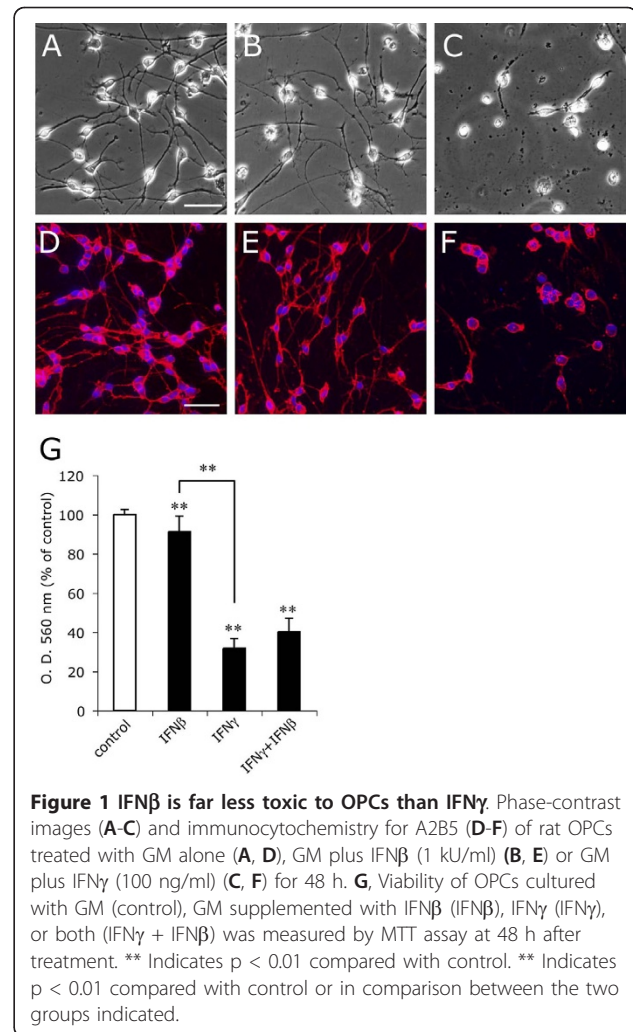 A
B
C
D
E
F
G
120
100
80
60
40
20
0
O. D. 560 nm (% of control)
**
**
**
**
control
IFNβ
IFNγ
IFNγ+IFNβ
Figure 1 IFNβ is far less toxic to OPCs than IFNγ. Phase-contrast
images (A-C) and immunocytochemistry for A2B5 (D-F) of rat OPCs
treated with GM alone (A, D), GM plus IFNβ (1 kU/ml) (B, E) or GM
plus IFNγ (100 ng/ml) (C, F) for 48 h. G, Viability of OPCs cultured
with GM (control), GM supplemented with IFNβ (IFNβ), IFNγ (IFNγ),
or both (IFNγ + IFNβ) was measured by MTT assay at 48 h after
treatment. ** Indicates p < 0.01 compared with control. ** Indicates
p < 0.01 compared with control or in comparison between the two
groups indicated.